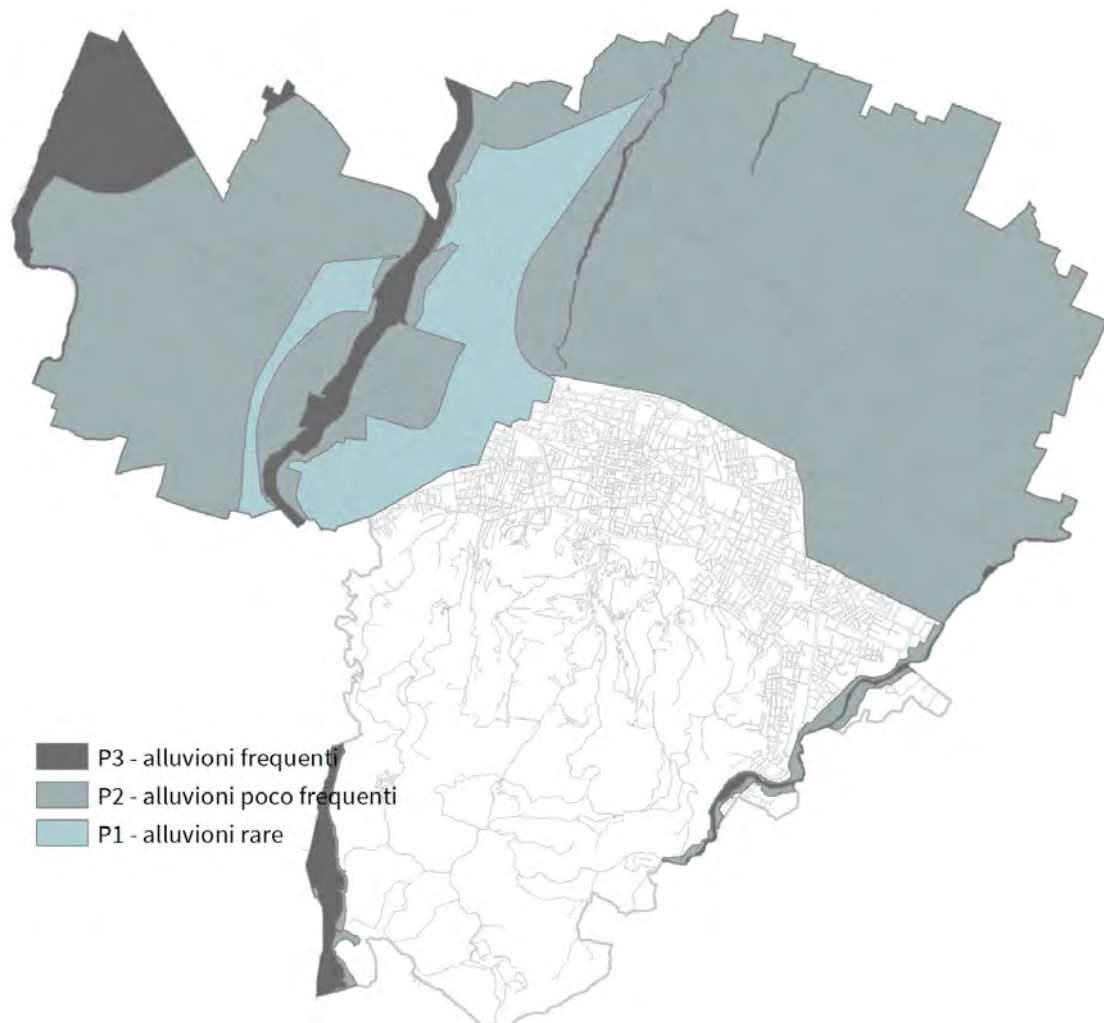 P3 - alluvioni frequenti
P2 - alluvioni poco frequenti
P1 - alluvioni rare